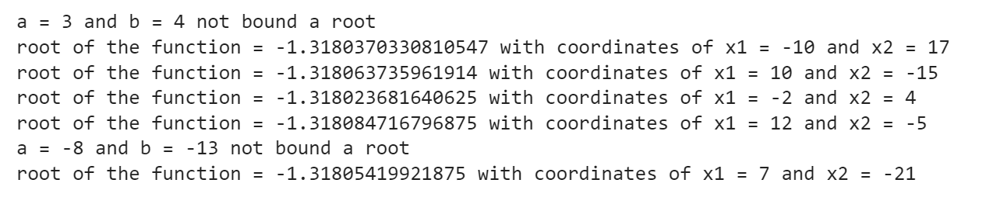 a = 3 and b = 4 not bound a root
root of the function = -1.3180370330810547 with coordinates of x1 = -10 and x2 = 17
root of the function = -1.318063735961914 with coordinates of x1 = 10 and x2 = -15
root of the function = -1.318023681640625 with coordinates of x1 = -2 and x2 = 4
root of the function = -1.318084716796875 with coordinates of x1 = 12 and x2 = -5
a = -8 and b = -13 not bound a root
root of the function = -1.31805419921875 with coordinates of x1 = 7 and x2 = -21